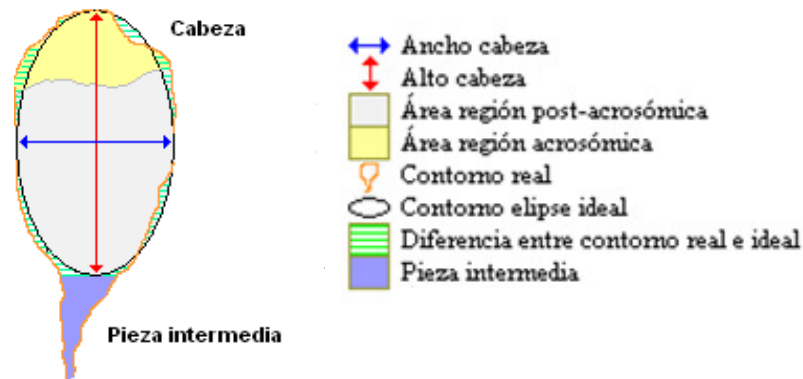 Cabeza
Ancho cabeza
Alto cabeza
Área región post-acrosómica
Área región acrosómica
Contorno real
Contorno elipse ideal
Diferencia entre contorno real e ideal
Pieza intermedia
Pieza intermedia